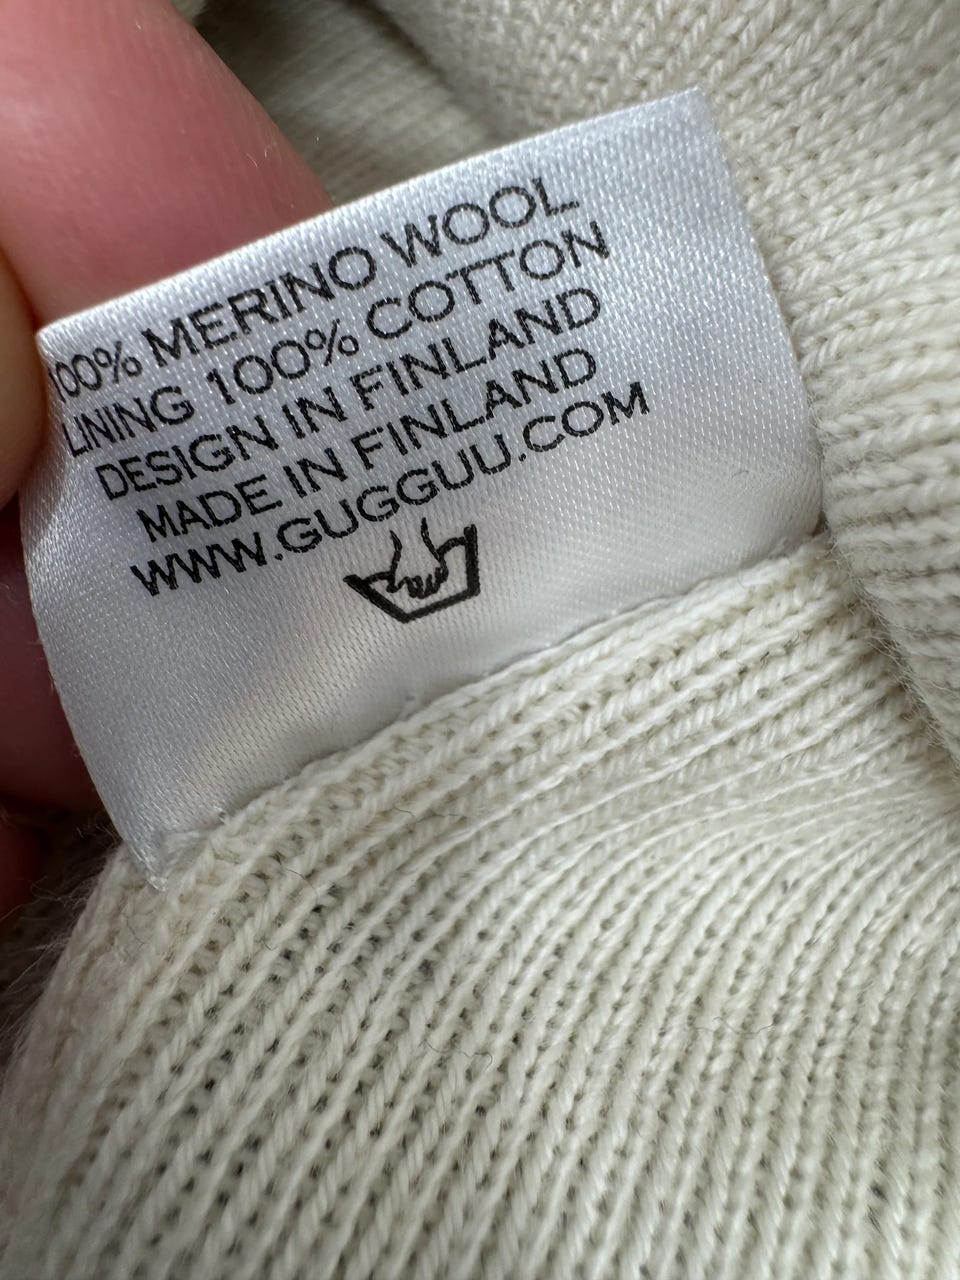 100% MERINO WOOL
LINING 100% COTTON
DESIGN IN FINLAND
MADE IN FINLAND
WWW.GUGGUU.COM